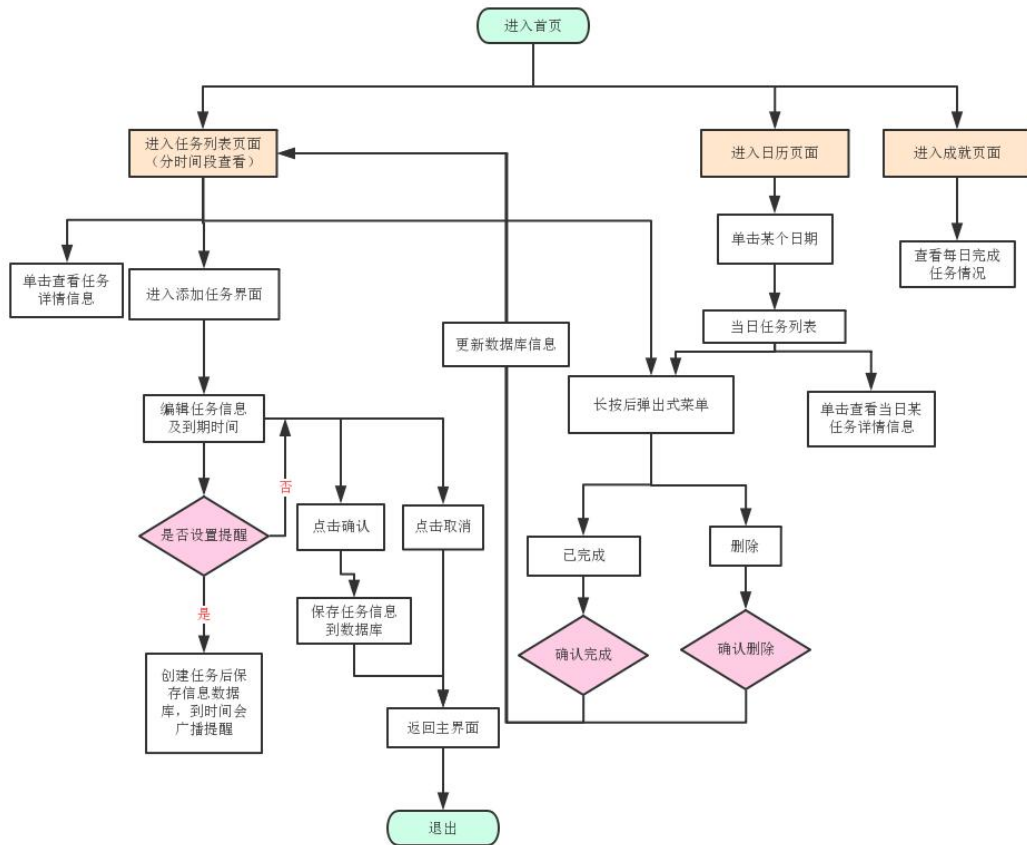 进入首页
进入任务列表页面
（分时间段查看）
进入日历页面
进入成就页面
单击某个日期
查看每日完成
任务情况
单击查看任务
详情信息
进入添加任务界面
当日任务列表
更新数据库信息
编辑任务信息
及到期时间
长按后弹出式菜单
单击查看当日某
任务详情信息
否
是否设置提醒
点击确认
点击取消
已完成
删除
是
保存任务信息
到数据库
确认完成
确认删除
创建任务后保
存信息数据
库，到时间会
广播提醒
返回主界面
退出